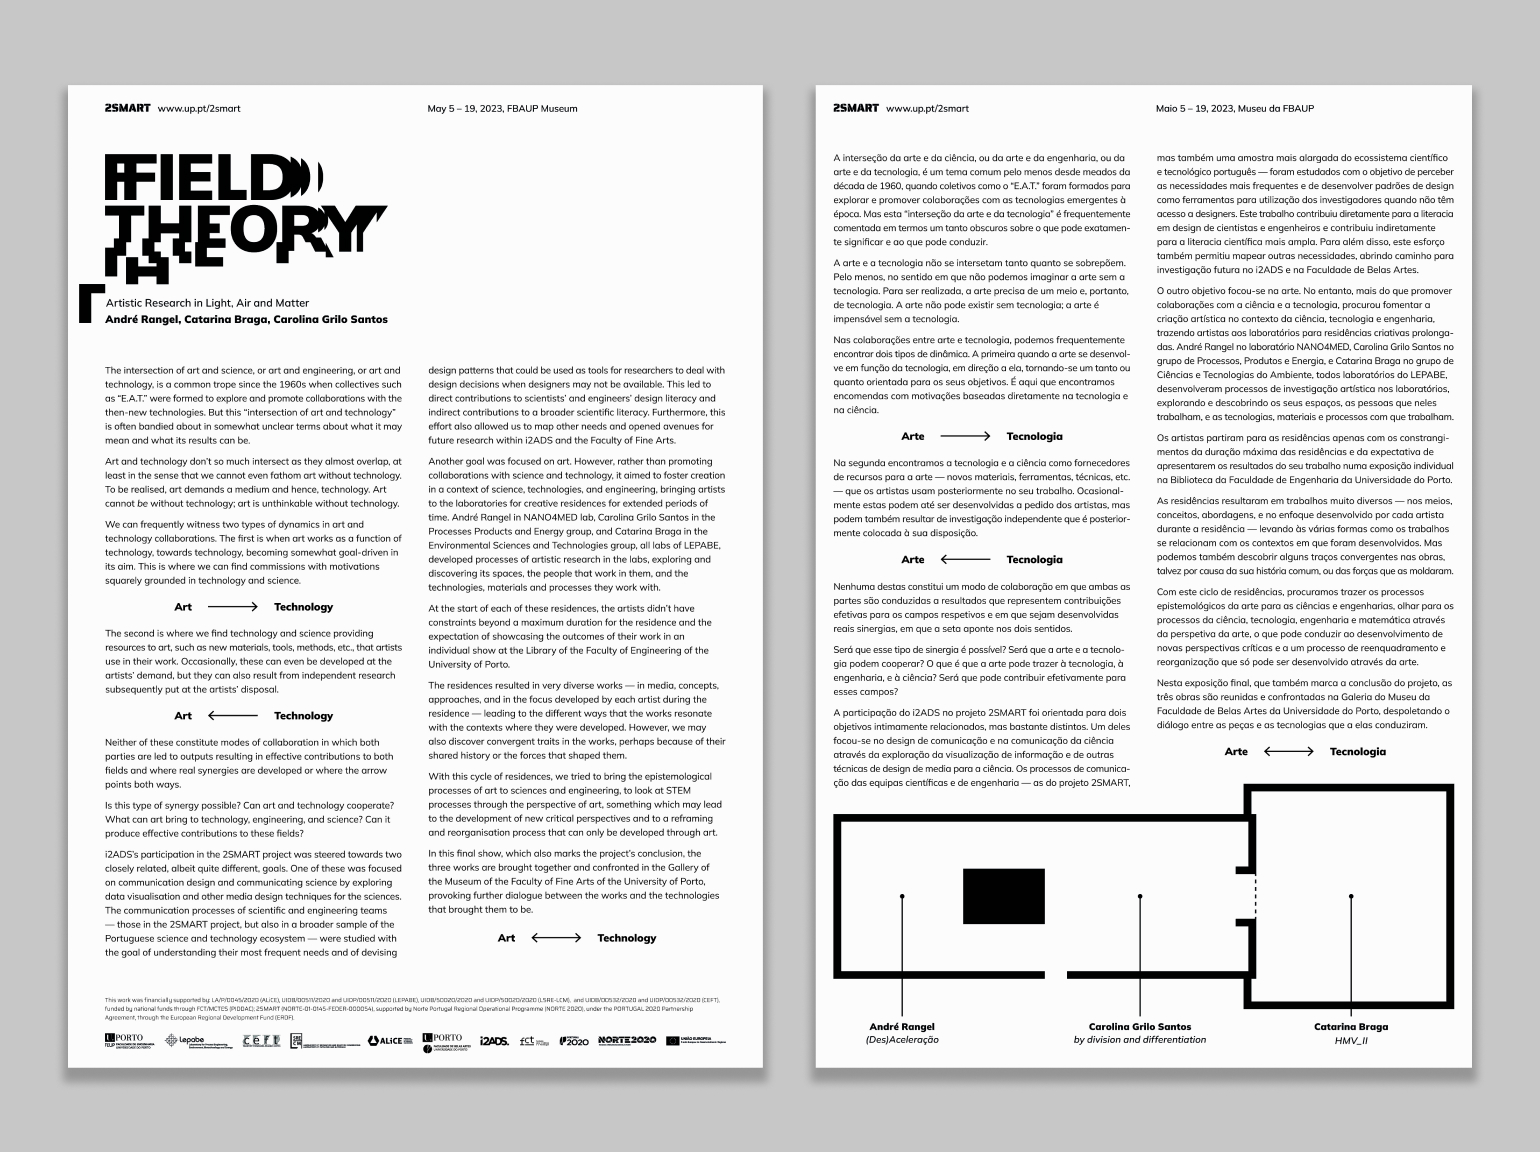 2SMART www.up.pt/2smart
May 5 – 19, 2023, FBAUP Museum
FIELD
THEORY
Artistic Research in Light, Air and Matter
André Rangel, Catarina Braga, Carolina Grilo Santos
The intersection of art and science, or art and engineering, or art and
technology, is a common trope since the 1960s when collectives such
as “E.A.T.” were formed to explore and promote collaborations with the
then-new technologies. But this “intersection of art and technology”
is often bandied about in somewhat unclear terms about what it may
mean and what its results can be.
Art and technology don’t so much intersect as they almost overlap, at
least in the sense that we cannot even fathom art without technology.
To be realised, art demands a medium and hence, technology. Art
cannot be without technology; art is unthinkable without technology.
We can frequently witness two types of dynamics in art and
technology collaborations. The first is when art works as a function of
technology, towards technology, becoming somewhat goal-driven in
its aim. This is where we can find commissions with motivations
squarely grounded in technology and science.
Art ⟶ Technology
The second is where we find technology and science providing
resources to art, such as new materials, tools, methods, etc., that artists
use in their work. Occasionally, these can even be developed at the
artists’ demand, but they can also result from independent research
subsequently put at the artists’ disposal.
Art ⟵ Technology
Neither of these constitute modes of collaboration in which both
parties are led to outputs resulting in effective contributions to both
fields and where real synergies are developed or where the arrow
points both ways.
Is this type of synergy possible? Can art and technology cooperate?
What can art bring to technology, engineering, and science? Can it
produce effective contributions to these fields?
i2ADS’s participation in the 2SMART project was steered towards two
closely related, albeit quite different, goals. One of these was focused
on communication design and communicating science by exploring
data visualisation and other media design techniques for the sciences.
The communication processes of scientific and engineering teams
— those in the 2SMART project, but also in a broader sample of the
Portuguese science and technology ecosystem — were studied with
the goal of understanding their most frequent needs and of devising
design patterns that could be used as tools for researchers to deal with
design decisions when designers may not be available. This led to
direct contributions to scientists’ and engineers’ design literacy and
indirect contributions to a broader scientific literacy. Furthermore, this
effort also allowed us to map other needs and opened avenues for
future research within i2ADS and the Faculty of Fine Arts.
Another goal was focused on art. However, rather than promoting
collaborations with science and technology, it aimed to foster creation
in a context of science, technologies, and engineering, bringing artists
to the laboratories for creative residences for extended periods of
time. André Rangel in NANO4MED lab, Carolina Grilo Santos in the
Processes Products and Energy group, and Catarina Braga in the
Environmental Sciences and Technologies group, all labs of LEPABE,
developed processes of artistic research in the labs, exploring and
discovering its spaces, the people that work in them, and the
technologies, materials and processes they work with.
At the start of each of these residences, the artists didn’t have
constraints beyond a maximum duration for the residence and the
expectation of showcasing the outcomes of their work in an
individual show at the Library of the Faculty of Engineering of the
University of Porto.
The residences resulted in very diverse works — in media, concepts,
approaches, and in the focus developed by each artist during the
residence — leading to the different ways that the works resonate
with the contexts where they were developed. However, we may
also discover convergent traits in the works, perhaps because of their
shared history or the forces that shaped them.
With this cycle of residences, we tried to bring the epistemological
processes of art to sciences and engineering, to look at STEM
processes through the perspective of art, something which may lead
to the development of new critical perspectives and to a reframing
and reorganisation process that can only be developed through art.
In this final show, which also marks the project’s conclusion, the
three works are brought together and confronted in the Gallery of
the Museum of the Faculty of Fine Arts of the University of Porto,
provoking further dialogue between the works and the technologies
that brought them to be.
Art ⟷ Technology
This work was financially supported by: LA/P/0045/2020 (ALiCE), UIDB/00511/2020 and UIDP/00511/2020 (LEPABE), UIDB/50020/2020 and UIDP/50020/2020 (LSRE-LCM), and UIDB/00532/2020 and UIDP/00532/2020 (CEFT),
funded by national funds through FCT/MCTES (PIDDAC); 2SMART (NORTE-01-0145-FEDER-000054), supported by Norte Portugal Regional Operational Programme (NORTE 2020), under the PORTUGAL 2020 Partnership
Agreement, through the European Regional Development Fund (ERDF).
PORTO Lepabe ceft ALiCE PORTO i2ADS. fct 2020 NORTE2020 UNIÃO EUROPEIA
2SMART www.up.pt/2smart
Maio 5 – 19, 2023, Museu da FBAUP
A interseção da arte e da ciência, ou da arte e da engenharia, ou da
arte e da tecnologia, é um tema comum pelo menos desde meados da
década de 1960, quando coletivos como o “E.A.T.” foram formados para
explorar e promover colaborações com as tecnologias emergentes à
época. Mas esta “interseção da arte e da tecnologia” é frequentemente
comentada em termos um tanto obscuros sobre o que pode exatamen-
te significar e ao que pode conduzir.
A arte e a tecnologia não se intersetam tanto quanto se sobrepõem.
Pelo menos, no sentido em que não podemos imaginar a arte sem a
tecnologia. Para ser realizada, a arte precisa de um meio e, portanto,
de tecnologia. A arte não pode existir sem tecnologia; a arte é
impensável sem a tecnologia.
Nas colaborações entre arte e tecnologia, podemos frequentemente
encontrar dois tipos de dinâmica. A primeira quando a arte se desenvol-
ve em função da tecnologia, em direção a ela, tornando-se um tanto ou
quanto orientada para os seus objetivos. É aqui que encontramos
encomendas com motivações baseadas diretamente na tecnologia e
na ciência.
Arte ⟶ Tecnologia
Na segunda encontramos a tecnologia e a ciência como fornecedores
de recursos para a arte — novos materiais, ferramentas, técnicas, etc.
— que os artistas usam posteriormente no seu trabalho. Ocasional-
mente estas podem até ser desenvolvidas a pedido dos artistas, mas
podem também resultar de investigação independente que é posterior-
mente colocada à sua disposição.
Arte ⟵ Tecnologia
Nenhuma destas constitui um modo de colaboração em que ambas as
partes são conduzidas a resultados que representem contribuições
efetivas para os campos respetivos e em que sejam desenvolvidas
reais sinergias, em que a seta aponte nos dois sentidos.
Será que esse tipo de sinergia é possível? Será que a arte e a tecnolo-
gia podem cooperar? O que é que a arte pode trazer à tecnologia, à
engenharia, e à ciência? Será que pode contribuir efetivamente para
esses campos?
A participação do i2ADS no projeto 2SMART foi orientada para dois
objetivos intimamente relacionados, mas bastante distintos. Um deles
focou-se no design de comunicação e na comunicação da ciência
através da exploração da visualização de informação e de outras
técnicas de design de media para a ciência. Os processos de comunica-
ção das equipas científicas e de engenharia — as do projeto 2SMART,
mas também uma amostra mais alargada do ecossistema científico
e tecnológico português — foram estudados com o objetivo de perceber
as necessidades mais frequentes e de desenvolver padrões de design
como ferramentas para utilização dos investigadores quando não têm
acesso a designers. Este trabalho contribuiu diretamente para a literacia
em design de cientistas e engenheiros e contribuiu indiretamente
para a literacia científica mais ampla. Para além disso, este esforço
também permitiu mapear outras necessidades, abrindo caminho para
investigação futura no i2ADS e na Faculdade de Belas Artes.
O outro objetivo focou-se na arte. No entanto, mais do que promover
colaborações com a ciência e a tecnologia, procurou fomentar a
criação artística no contexto da ciência, tecnologia e engenharia,
trazendo artistas aos laboratórios para residências criativas prolonga-
das. André Rangel no laboratório NANO4MED, Carolina Grilo Santos no
grupo de Processos, Produtos e Energia, e Catarina Braga no grupo de
Ciências e Tecnologias do Ambiente, todos laboratórios do LEPABE,
desenvolveram processos de investigação artística nos laboratórios,
explorando e descobrindo os seus espaços, as pessoas que neles
trabalham, e as tecnologias, materiais e processos com que trabalham.
Os artistas partiram para as residências apenas com os constrangi-
mentos da duração máxima das residências e da expectativa de
apresentarem os resultados do seu trabalho numa exposição individual
na Biblioteca da Faculdade de Engenharia da Universidade do Porto.
As residências resultaram em trabalhos muito diversos — nos meios,
conceitos, abordagens, e no enfoque desenvolvido por cada artista
durante a residência — levando às várias formas como os trabalhos
se relacionam com os contextos em que foram desenvolvidos. Mas
podemos também descobrir alguns traços convergentes nas obras,
talvez por causa da sua história comum, ou das forças que as moldaram.
Com este ciclo de residências, procuramos trazer os processos
epistemológicos da arte para as ciências e engenharias, olhar para os
processos da ciência, tecnologia, engenharia e matemática através
da perspetiva da arte, o que pode conduzir ao desenvolvimento de
novas perspectivas críticas e a um processo de reenquadramento e
reorganização que só pode ser desenvolvido através da arte.
Nesta exposição final, que também marca a conclusão do projeto, as
três obras são reunidas e confrontadas na Galeria do Museu da
Faculdade de Belas Artes da Universidade do Porto, despoletando o
diálogo entre as peças e as tecnologias que a elas conduziram.
Arte ⟷ Tecnologia
André Rangel
(Des)Aceleração
Carolina Grilo Santos
by division and differentiation
Catarina Braga
HMV_II